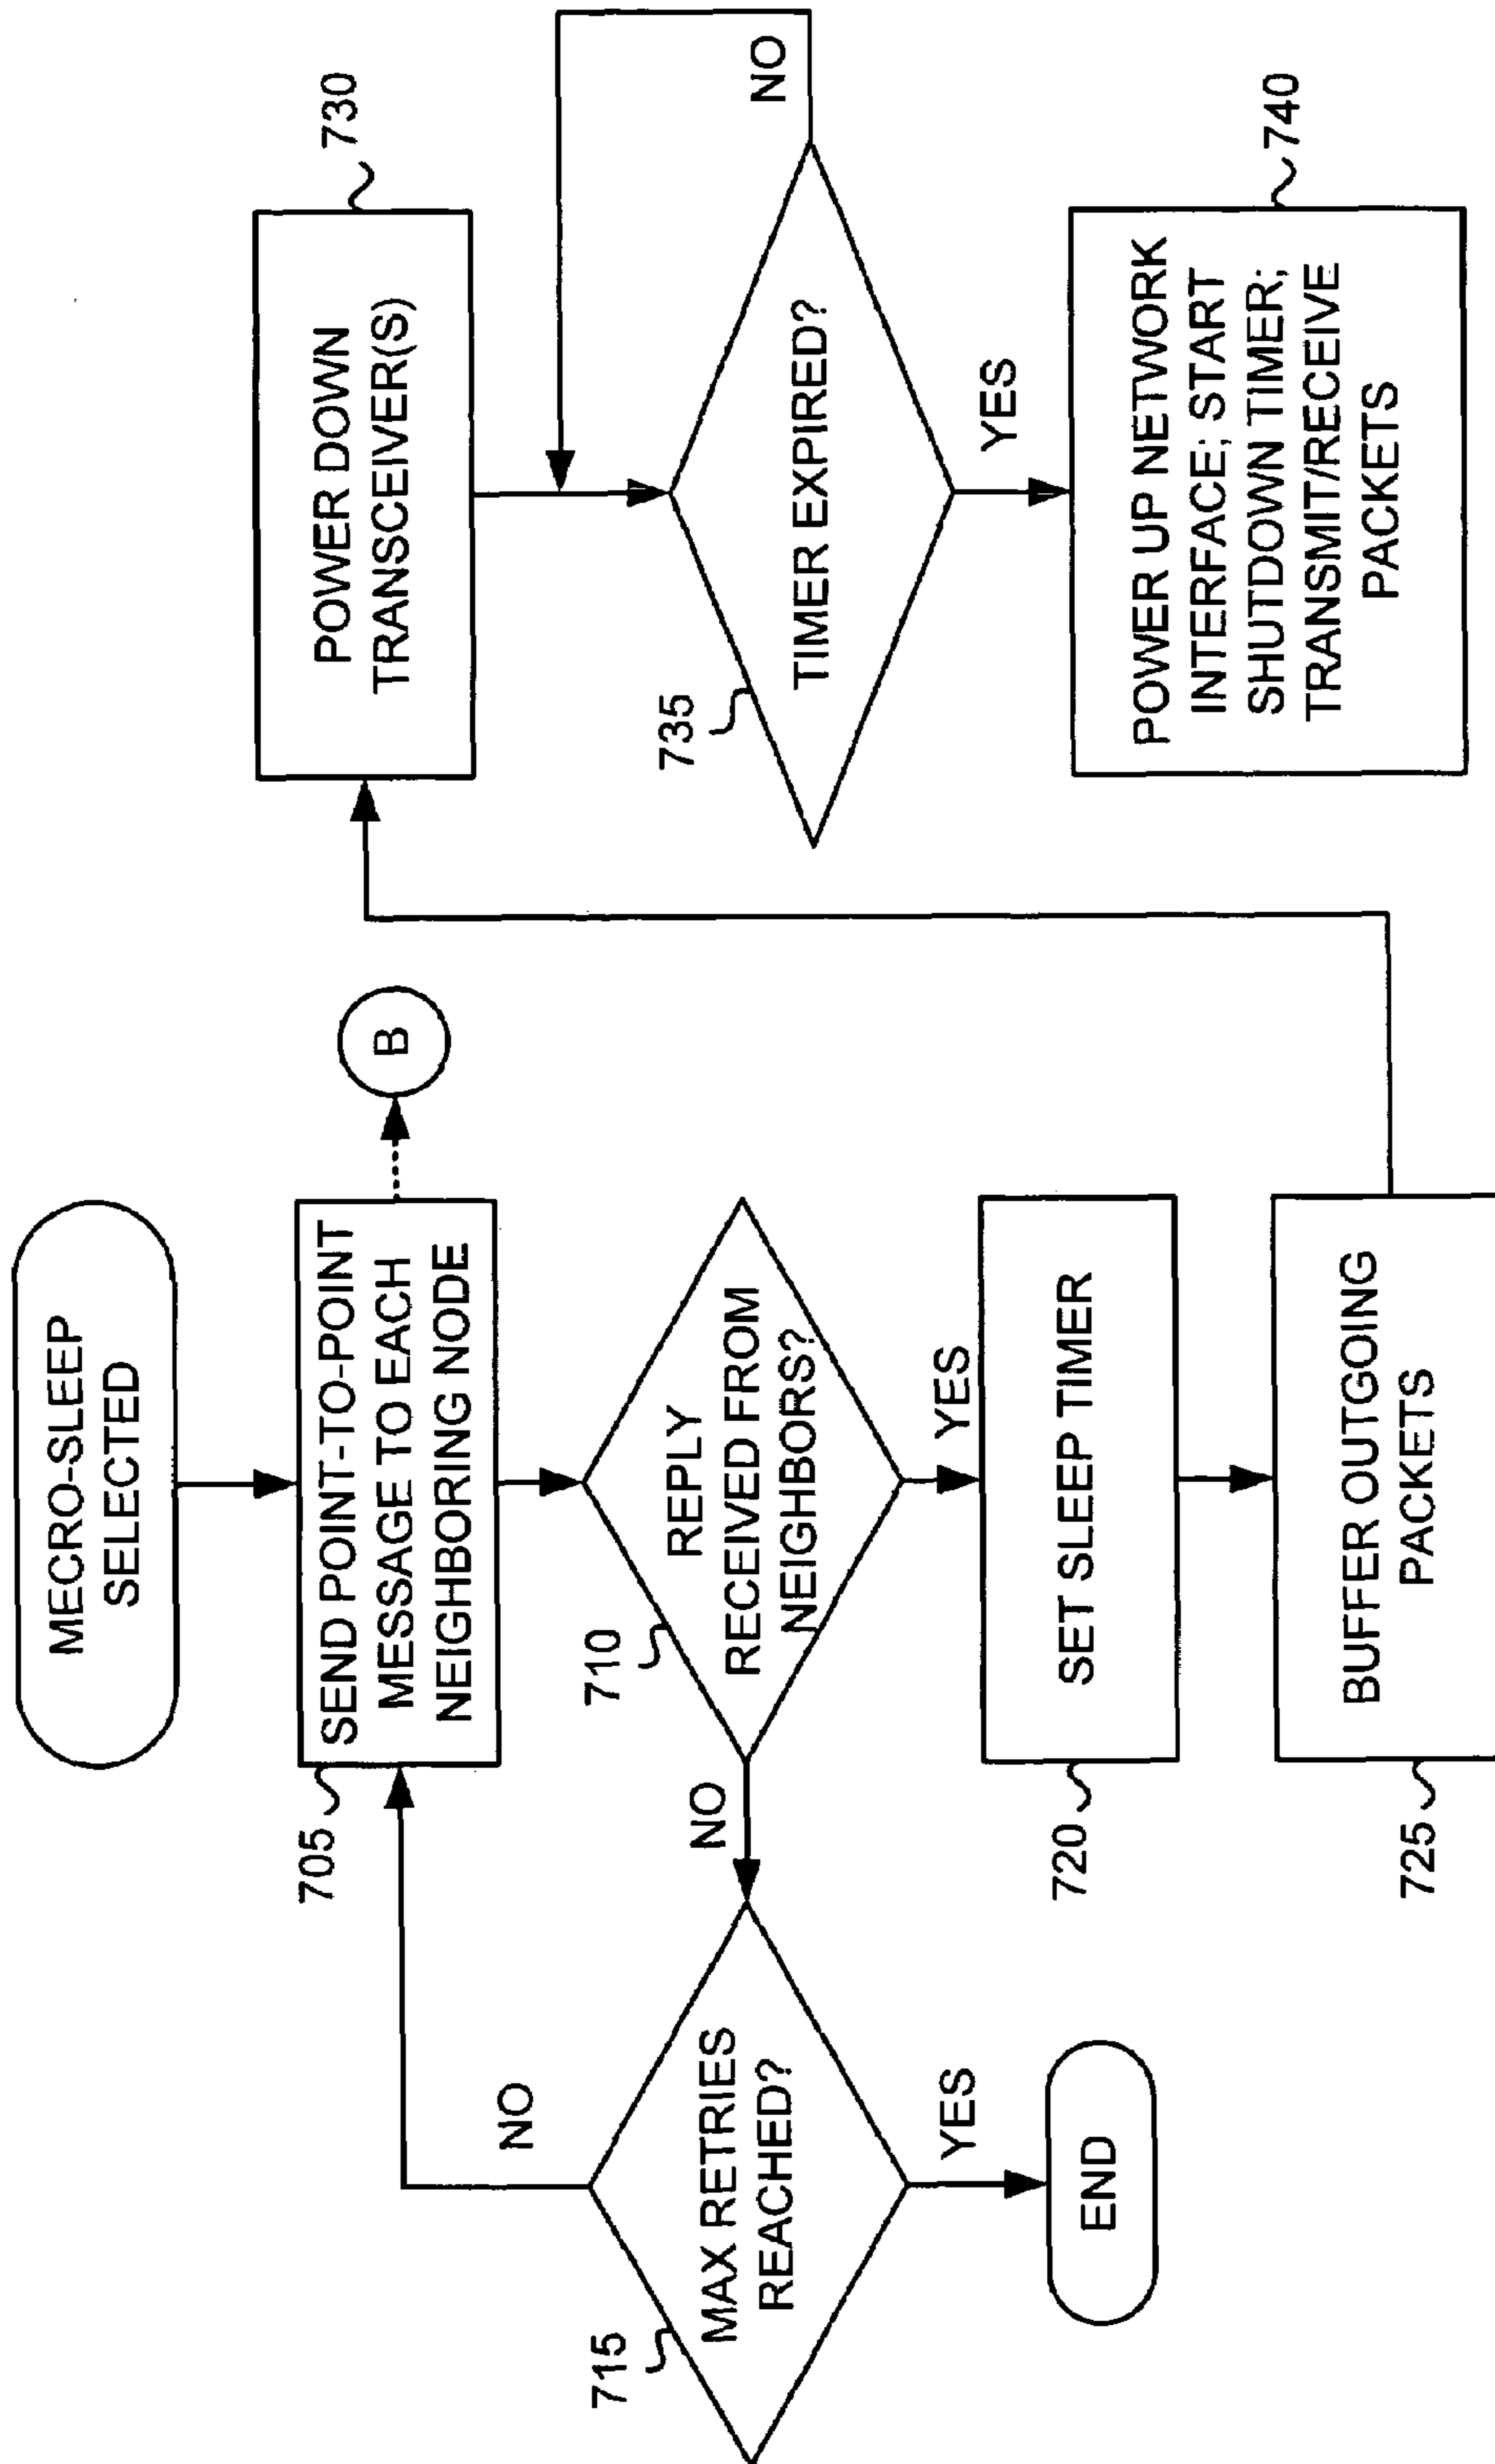 MECRO-SLEEP
SELECTED
705
SEND POINT-TO-POINT
MESSAGE TO EACH
NEIGHBORING NODE
B
710
REPLY
RECEIVED FROM
NEIGHBORS?
NO
YES
715
MAX RETRIES
REACHED?
NO
YES
END
720
SET SLEEP TIMER
725
BUFFER OUTGOING
PACKETS
POWER DOWN
TRANSCEIVER(S)
730
735
TIMER EXPIRED?
NO
YES
POWER UP NETWORK
INTERFACE; START
SHUTDOWN TIMER;
TRANSMIT/RECEIVE
PACKETS
740